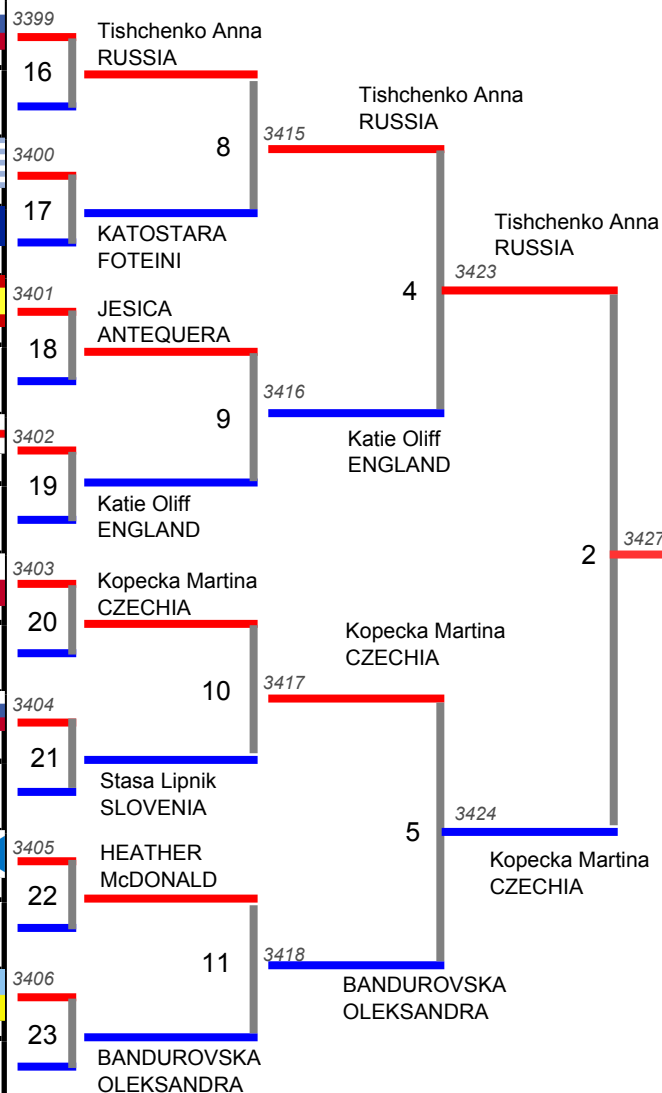 3399
Tishchenko Anna
RUSSIA
16
Tishchenko Anna
RUSSIA
3415
8
3400
17
KATOSTARA
FOTEINI
Tishchenko Anna
RUSSIA
3423
4
3401
JESICA
ANTEQUERA
18
3416
9
Katie Oliff
ENGLAND
3402
19
Katie Oliff
ENGLAND
3427
2
3403
Kopecka Martina
CZECHIA
20
Kopecka Martina
CZECHIA
3417
10
3404
21
Stasa Lipnik
SLOVENIA
3424
5
3405
HEATHER
McDONALD
22
Kopecka Martina
CZECHIA
3418
11
3406
BANDUROVSKA
OLEKSANDRA
23
BANDUROVSKA
OLEKSANDRA